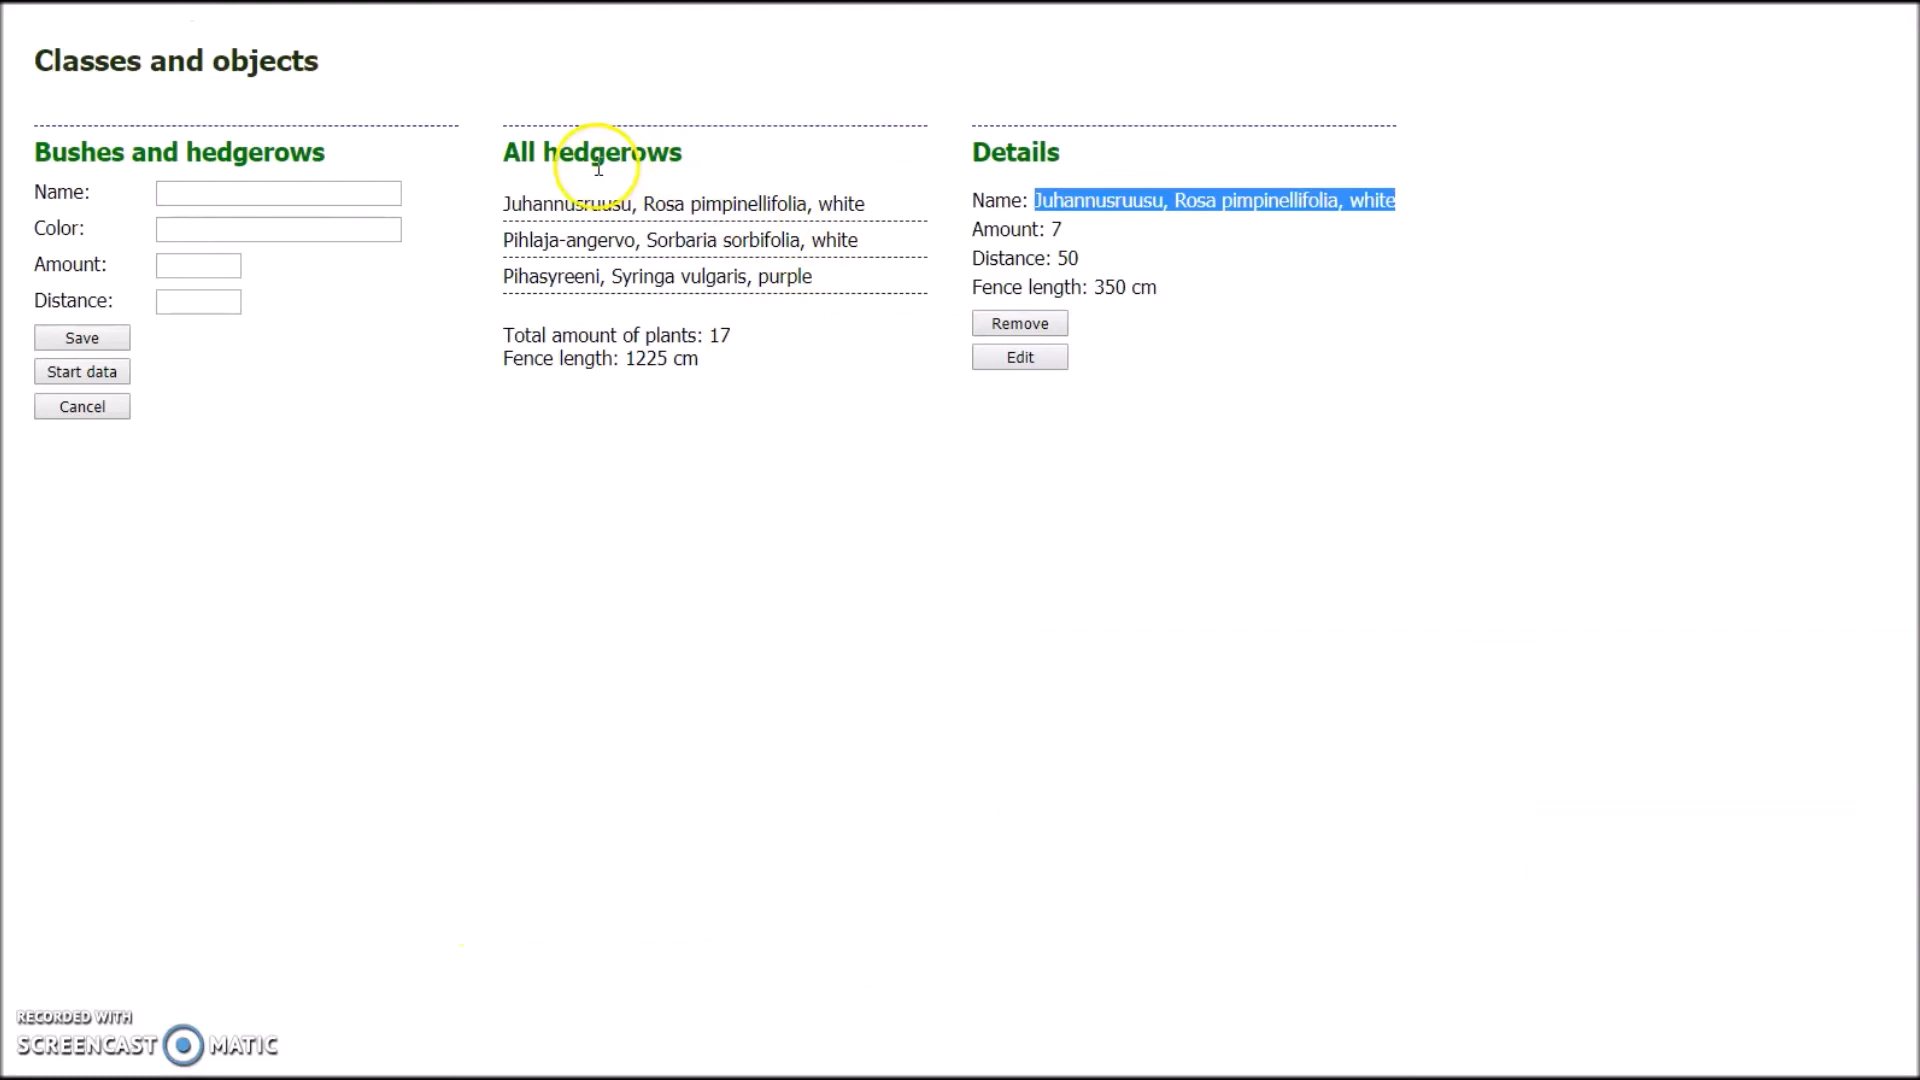 Classes and objects
Bushes and hedgerows
Name:
Color:
Amount:
Distance:
Save
Start data
Cancel
All hedgerows
Juhannusruusu, Rosa pimpinellifolia, white
Pihlaja-angervo, Sorbaria sorbifolia, white
Pihasyreeni, Syringa vulgaris, purple
Total amount of plants: 17
Fence length: 1225 cm
Details
Name: Juhannusruusu, Rosa pimpinellifolia, white
Amount: 7
Distance: 50
Fence length: 350 cm
Remove
Edit
RECORDED WITH
SCREENCAST MATIC